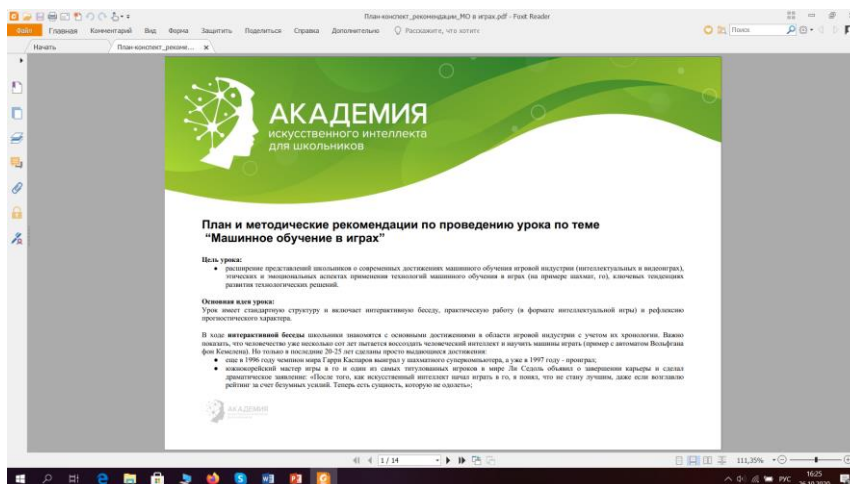 План-конспект_рекомендации_МО в играх.pdf - Foxit Reader
Файл Главная Комментарий Вид Форма Защитить Поделиться Справка Дополнительно Расскажите, что хотите Поиск
Начать План-конспект_рекоме...
АКАДЕМИЯ
искусственного интеллекта
для школьников
План и методические рекомендации по проведению урока по теме
“Машинное обучение в играх”
Цель урока:
расширение представлений школьников о современных достижениях машинного обучения игровой индустрии (интеллектуальных и видеоиграх),
этических и эмоциональных аспектах применения технологий машинного обучения в играх (на примере шахмат, го), ключевых тенденциях
развития технологических решений.
Основная идея урока:
Урок имеет стандартную структуру и включает интерактивную беседу, практическую работу (в формате интеллектуальной игры) и рефлексию
прогностического характера.
В ходе интерактивной беседы школьники знакомятся с основными достижениями в области игровой индустрии с учетом их хронологии. Важно
показать, что человечество уже несколько сот лет пытается воссоздать человеческий интеллект и научить машины играть (пример с автоматом Вольфганга
фон Кемпелена). Но только в последние 20-25 лет сделаны просто выдающиеся достижения:
еще в 1996 году чемпион мира Гарри Каспаров выиграл у шахматного суперкомпьютера, а уже в 1997 году - проиграл;
южнокорейский мастер игры в го и один из самых титулованных игроков в мире Ли Седоль объявил о завершении карьеры и сделал
драматическое заявление: «После того, как искусственный интеллект начал играть в го, я понял, что не стану лучшим, даже если возглавлю
рейтинг за счет безумных усилий. Теперь есть сущность, которую не одолеть»;
АКАДЕМИЯ
1 / 14
111,35%
РУС 16:25
26.10.2020